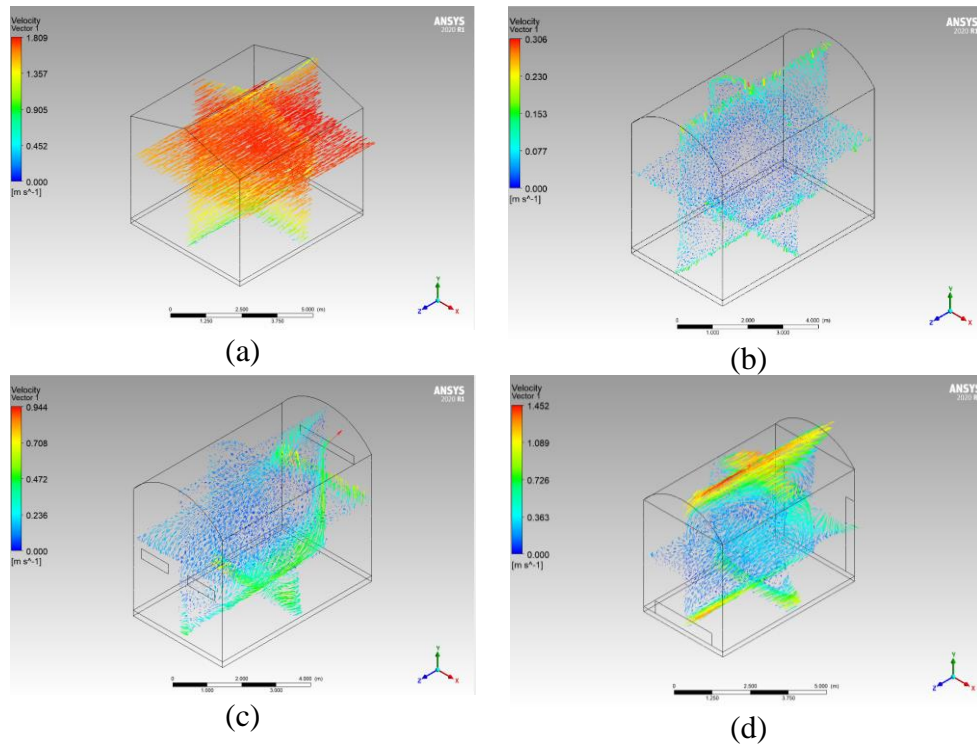 Velocity
Vector 1
1.809
1.357
0.905
0.452
0.000
[m s^-1]
ANSYS
2020 R1
0
2.500
5.000
(m)
1.250
3.750
Y
Z
X
(a)
Velocity
Vector 1
0.306
0.230
0.153
0.077
0.000
[m s^-1]
ANSYS
2020 R1
0
2.000
4.000
(m)
1.000
3.000
Y
Z
X
(b)
Velocity
Vector 1
0.944
0.708
0.472
0.236
0.000
[m s^-1]
ANSYS
2020 R1
0
2.000
4.000
(m)
1.000
3.000
Y
Z
X
(c)
Velocity
Vector 1
1.452
1.089
0.726
0.363
0.000
[m s^-1]
ANSYS
2020 R1
0
2.500
5.000
(m)
1.250
3.750
Y
Z
X
(d)